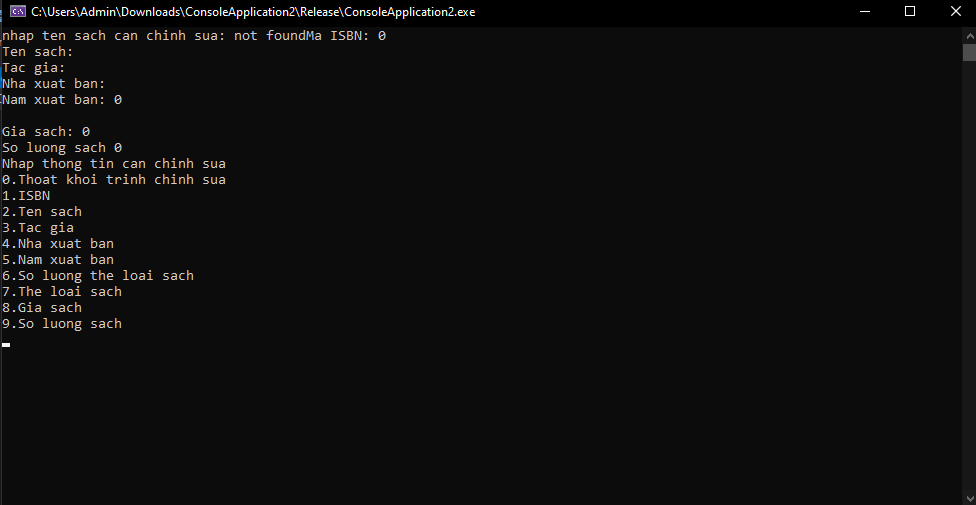 C:\Users\Admin\Downloads\ConsoleApplication2\Release\ConsoleApplication2.exe
nhap ten sach can chinh sua: not foundMa ISBN: 0
Ten sach:
Tac gia:
Nha xuat ban:
Nam xuat ban: 0
Gia sach: 0
So luong sach 0
Nhap thong tin can chinh sua
0.Thoat khoi trinh chinh sua
1.ISBN
2.Ten sach
3.Tac gia
4.Nha xuat ban
5.Nam xuat ban
6.So luong the loai sach
7.The loai sach
8.Gia sach
9.So luong sach